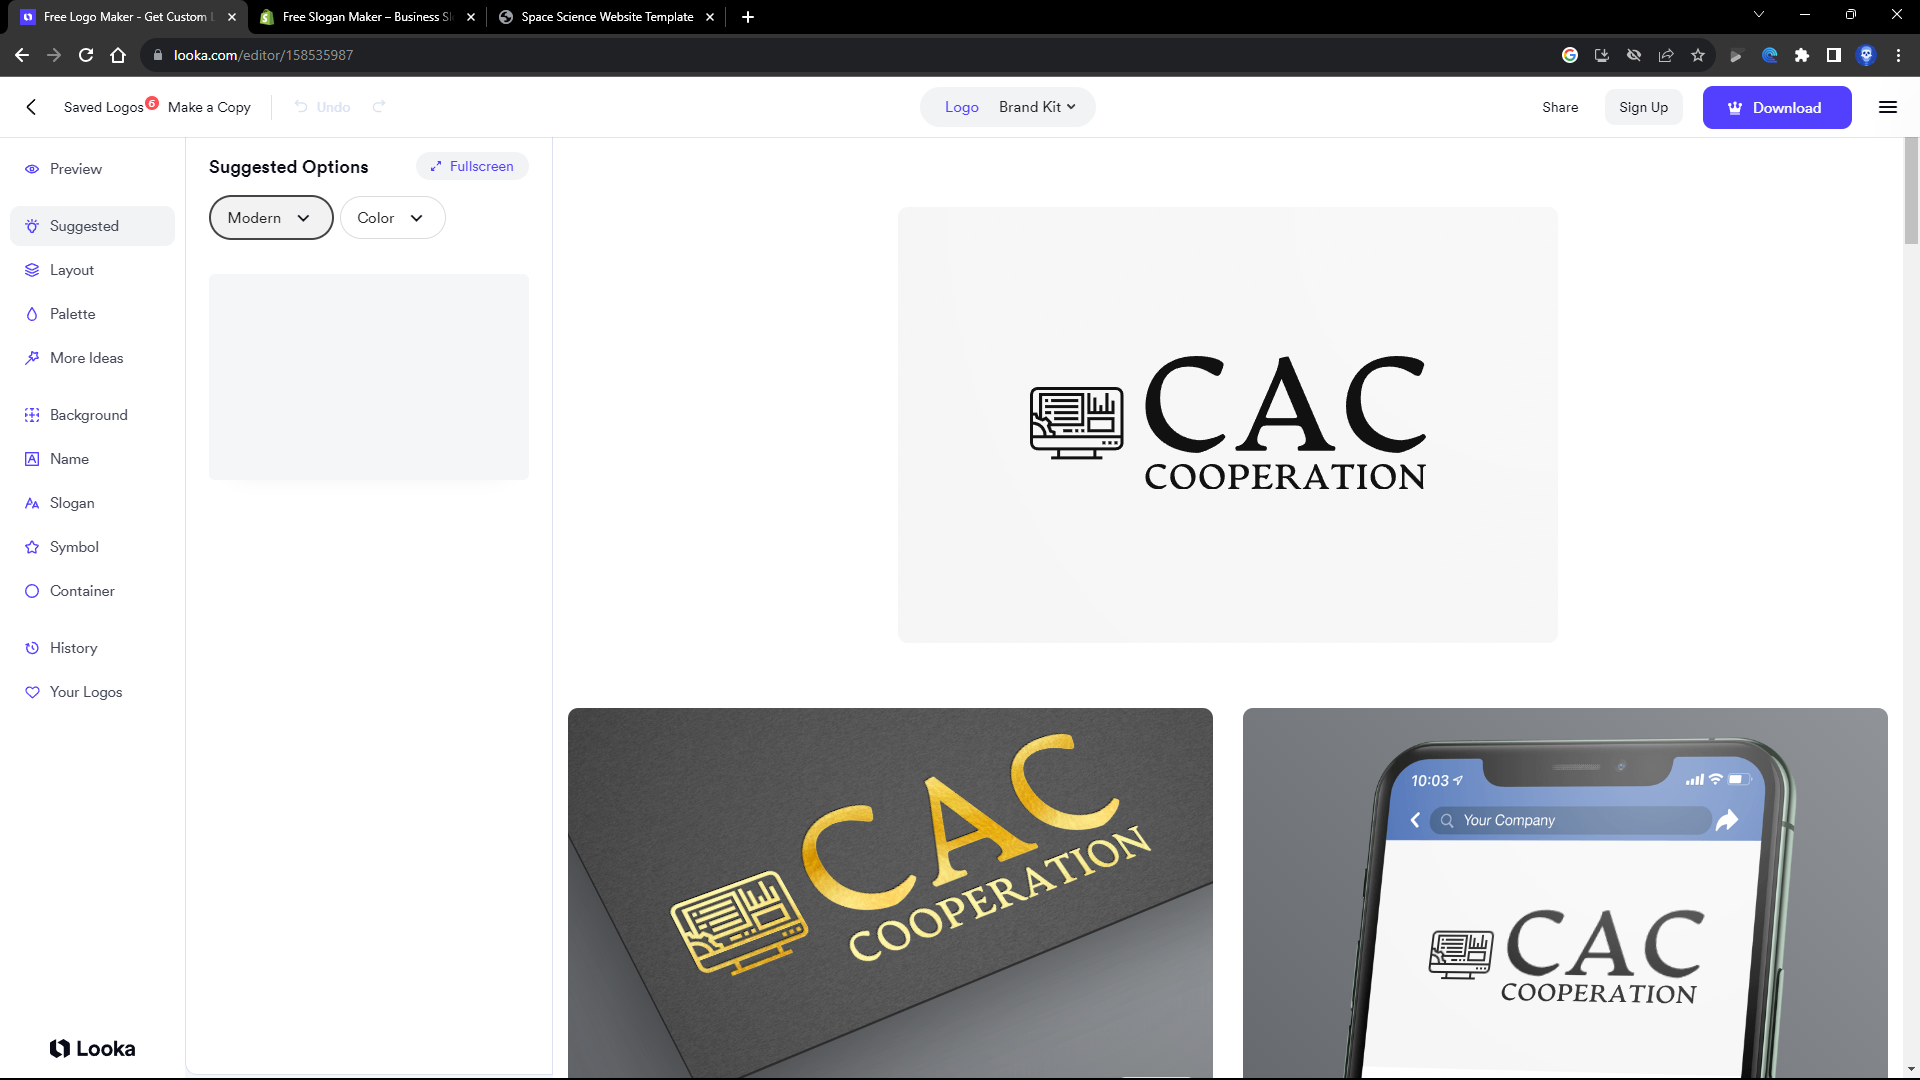 Free Logo Maker - Get Custom L
Free Slogan Maker – Business Sl
Space Science Website Template
looka.com/editor/158535987
Saved Logos 6
Make a Copy
Undo
Logo
Brand Kit
Share
Sign Up
Download
Preview
Suggested
Layout
Palette
More Ideas
Background
Name
Slogan
Symbol
Container
History
Your Logos
Looka
Suggested Options
Fullscreen
Modern
Color
CAC
COOPERATION
CAC
COOPERATION
10:03
Your Company
CAC
COOPERATION